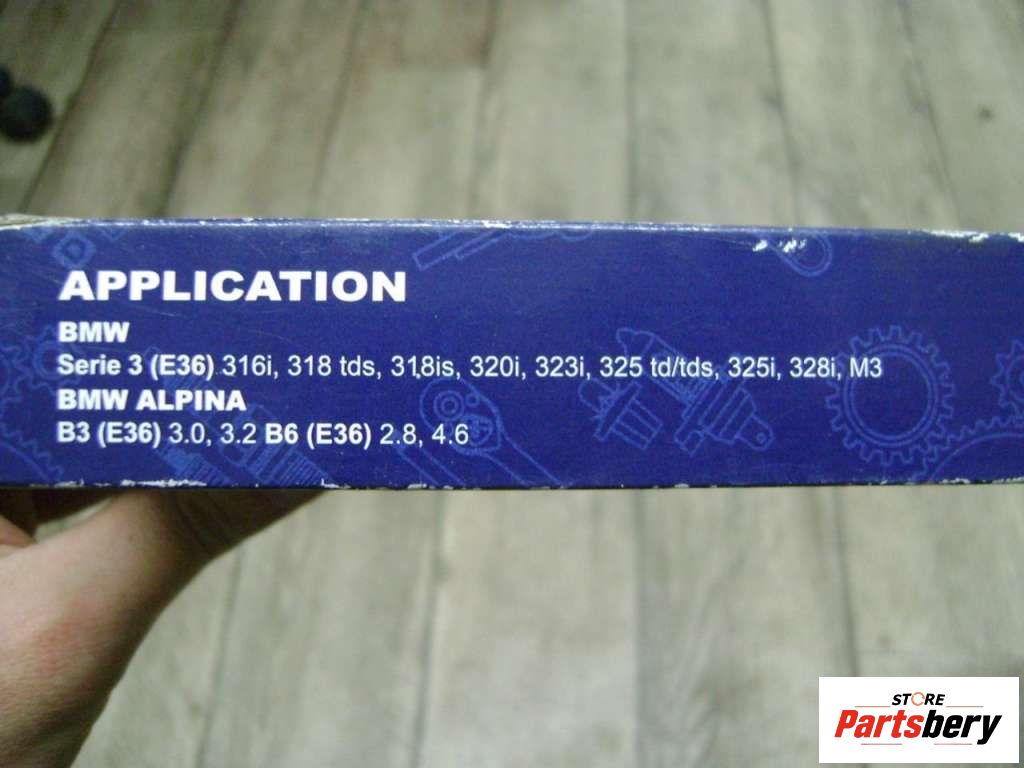 APPLICATION
BMW
Serie 3 (E36) 316i, 318 tds, 318is, 320i, 323i, 325 td/tds, 325i, 328i, M3
BMW ALPINA
B3 (E36) 3.0, 3.2 B6 (E36) 2.8, 4.6
STORE
Partsbery